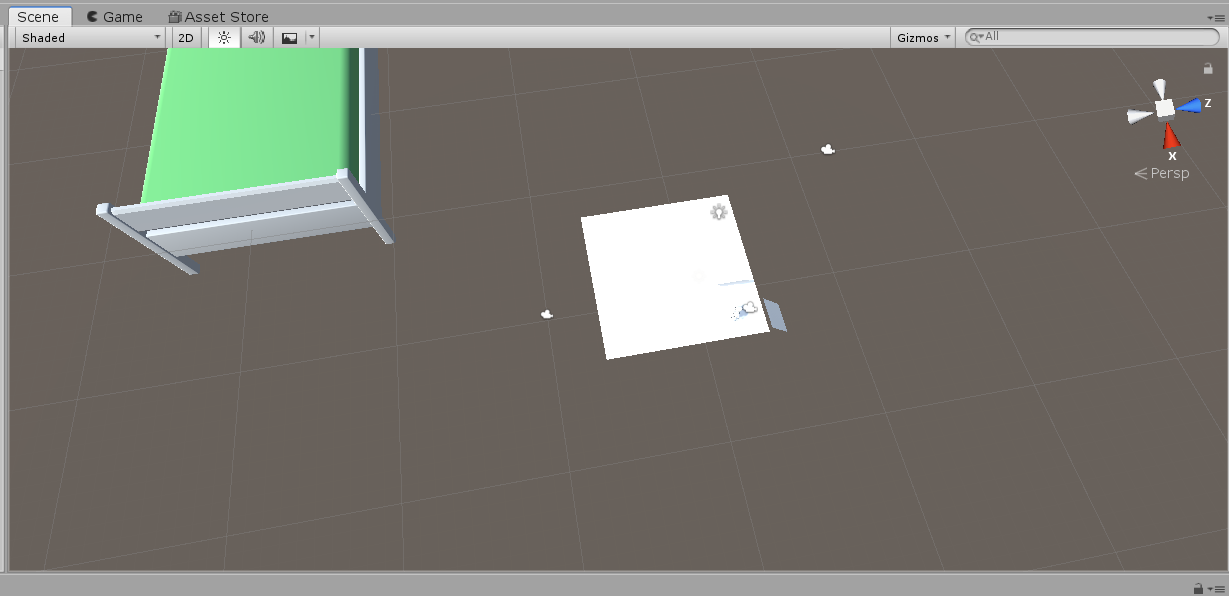 Scene Game Asset Store
Shaded 2D Gizmos All
Z
X
Persp